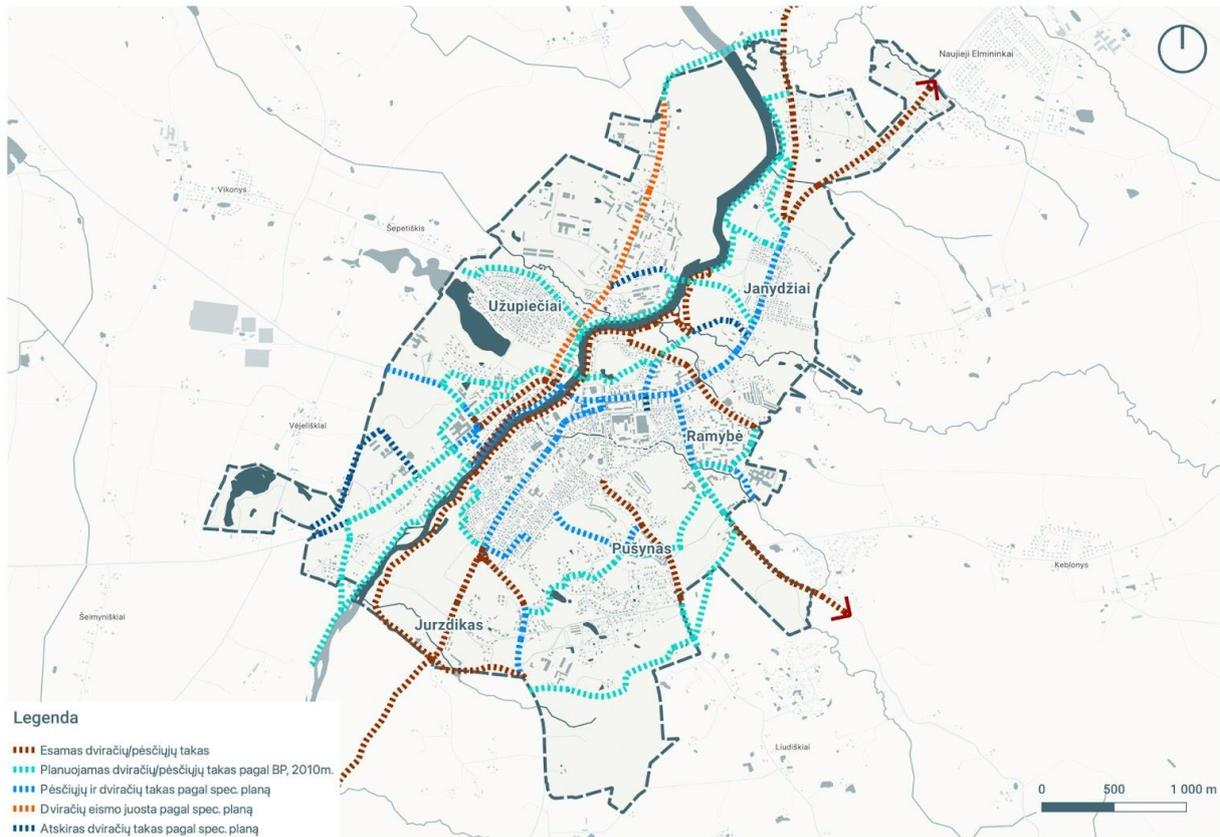 Naujieji Elmininkai
Vikonys
Šepetiškis
Užupiečiai
Janydžiai
Vėjeliškiai
Ramybė
Pušynas
Keblonys
Šeimyniškiai
Jurzdikas
Liudiškiai
Legenda
Esamas dviračių/pėsčiųjų takas
Planuojamas dviračių/pėsčiųjų takas pagal BP, 2010m.
Pėsčiųjų ir dviračių takas pagal spec. planą
Dviračių eismo juosta pagal spec. planą
Atskiras dviračių takas pagal spec. planą
0 500 1 000 m